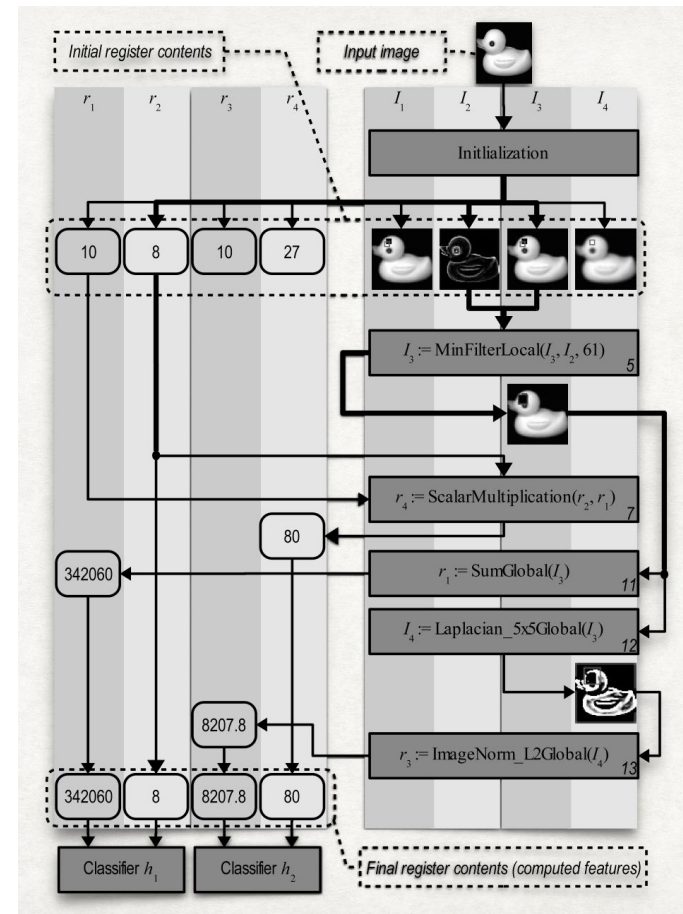 Initial register contents
Input image
r1 r2 r3 r4 I1 I2 I3 I4
Initlialization
10 8 10 27
I3 := MinFilterLocal(I3, I2, 61)
5
r4 := ScalarMultiplication(r2, r1)
7
80
342060
r1 := SumGlobal(I3)
11
I4 := Laplacian_5x5Global(I3)
12
8207.8
r3 := ImageNorm_L2Global(I4)
13
342060 8 8207.8 80
Classifier h1 Classifier h2
Final register contents (computed features)